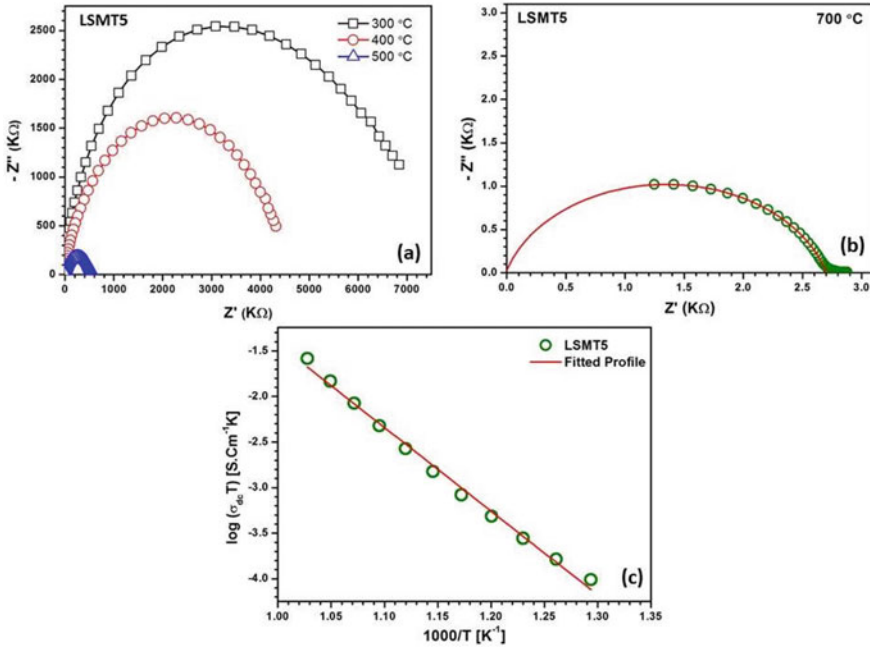 LSMT5
300 °C
400 °C
500 °C
2500
2000
1500
1000
500
0
- Z'' (KΩ)
(a)
0 1000 2000 3000 4000 5000 6000 7000
Z' (KΩ)
LSMT5 700 °C
3.0
2.5
2.0
1.5
1.0
0.5
0.0
- Z'' (KΩ)
(b)
0.0 0.5 1.0 1.5 2.0 2.5 3.0
Z' (KΩ)
LSMT5
Fitted Profile
-1.5
-2.0
-2.5
-3.0
-3.5
-4.0
log (σdcT) [S.Cm⁻¹K]
(c)
1.00 1.05 1.10 1.15 1.20 1.25 1.30 1.35
1000/T [K⁻¹]